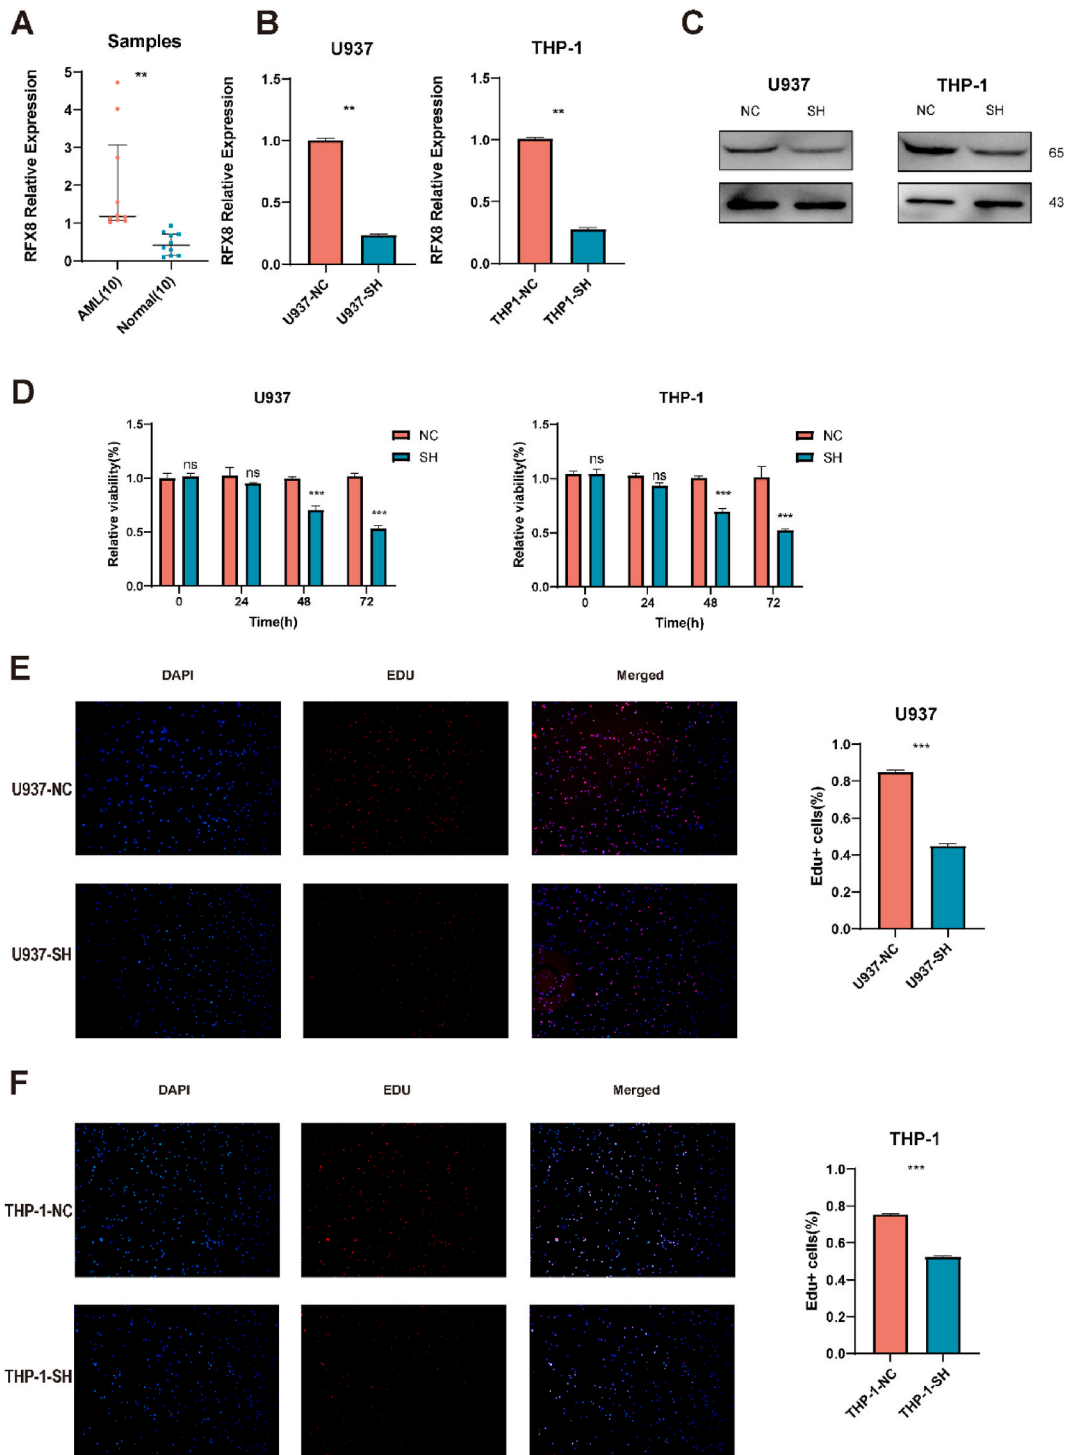 A
Samples
RFX8 Relative Expression
5
4
3
2
1
0
**
AML(10)
Normal(10)
B
U937
RFX8 Relative Expression
1.5
1.0
0.5
0.0
**
U937-NC
U937-SH
THP-1
RFX8 Relative Expression
1.5
1.0
0.5
0.0
**
THP1-NC
THP1-SH
C
U937
THP-1
NC
SH
NC
SH
65
43
D
U937
Relative viability(%)
1.5
1.0
0.5
0.0
ns
ns
***
***
NC
SH
0
24
48
72
Time(h)
THP-1
Relative viability(%)
1.5
1.0
0.5
0.0
ns
ns
***
***
NC
SH
0
24
48
72
Time(h)
E
DAPI
EDU
Merged
U937-NC
U937-SH
U937
Edu+ cells(%)
1.0
0.8
0.6
0.4
0.2
0.0
***
U937-NC
U937-SH
F
DAPI
EDU
Merged
THP-1-NC
THP-1-SH
THP-1
Edu+ cells(%)
1.0
0.8
0.6
0.4
0.2
0.0
***
THP-1-NC
THP-1-SH